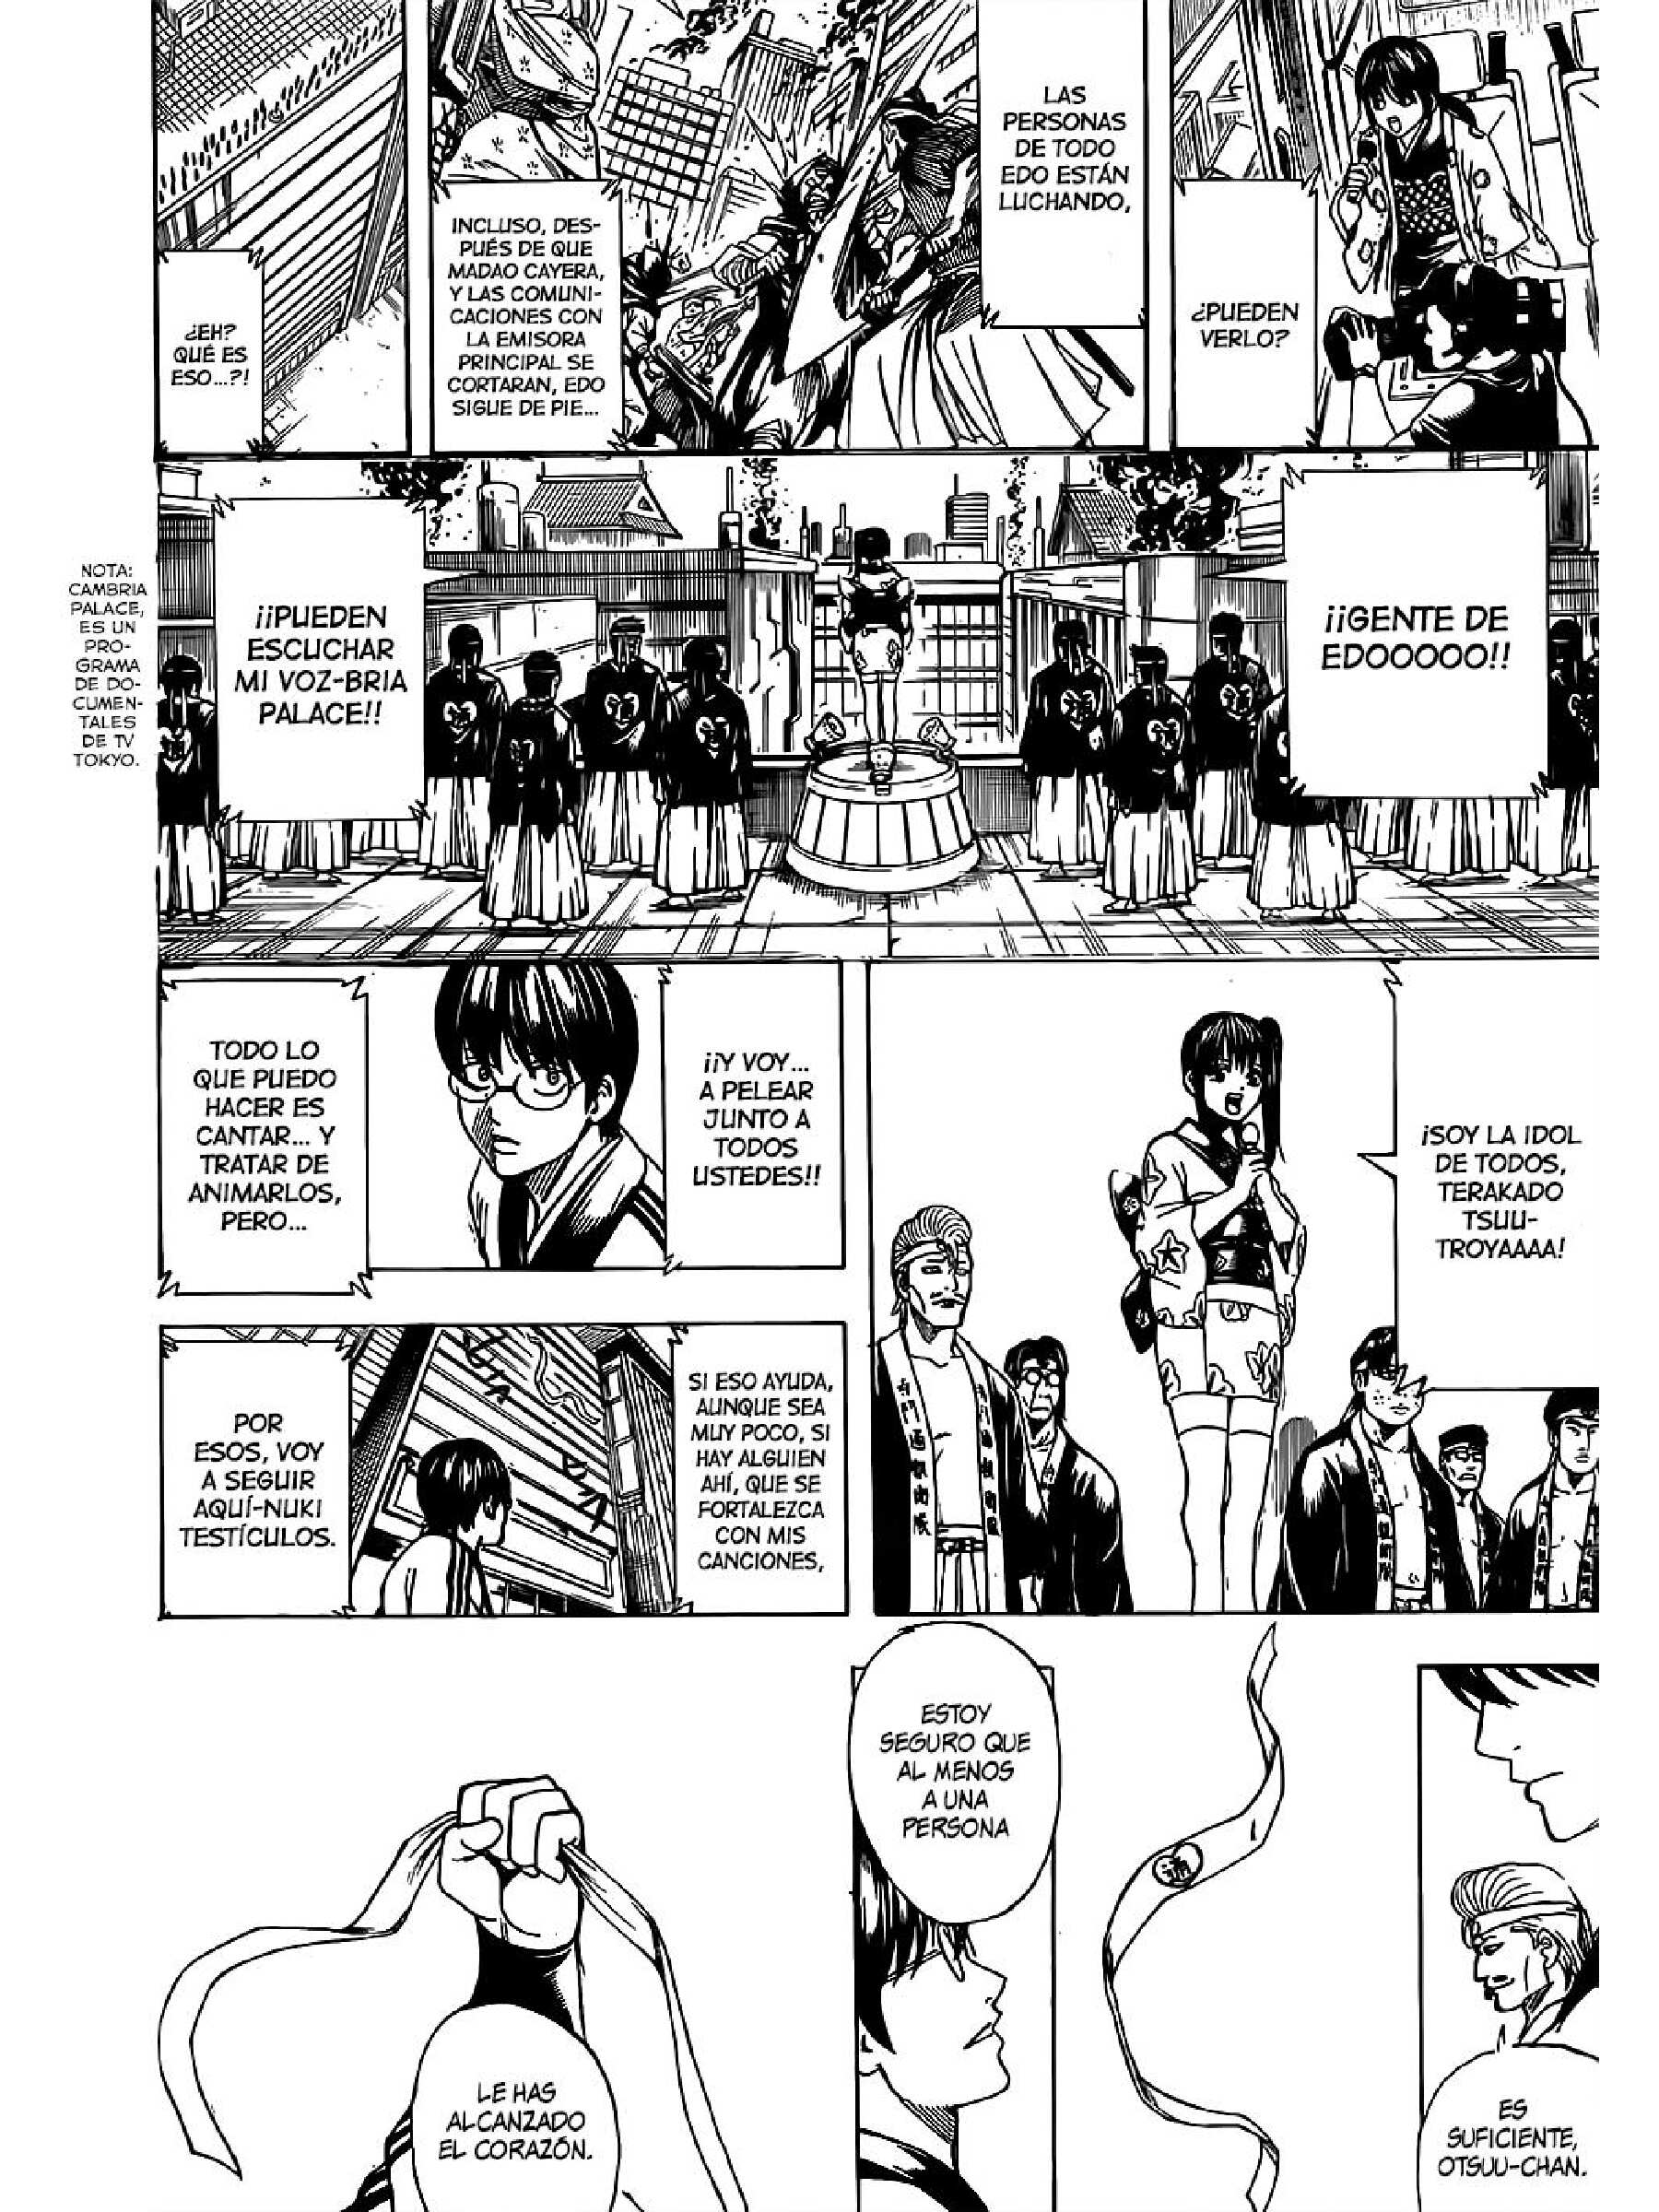 ¿PUEDEN
VERLO?
LAS
PERSONAS
DE TODO
EDO ESTÁN
LUCHANDO,
INCLUSO, DES-
PUÉS DE QUE
MADAO CAYERA,
Y LAS COMUNI-
CACIONES CON
LA EMISORA
PRINCIPAL SE
CORTARAN, EDO
SIGUE DE PIE...
¿EH?
QUÉ ES
ESO...?!
¡¡GENTE DE
EDOOOOO!!
¡¡PUEDEN
ESCUCHAR
MI VOZ-BRIA
PALACE!!
NOTA:
CAMBRIA
PALACE,
ES UN
PRO-
GRAMA
DE DO-
CUMEN-
TALES
DE TV
TOKYO.
¡SOY LA IDOL
DE TODOS,
TERAKADO
TSUU-
TROYAAAA!
¡¡Y VOY...
A PELEAR
JUNTO A
TODOS
USTEDES!!
TODO LO
QUE PUEDO
HACER ES
CANTAR... Y
TRATAR DE
ANIMARLOS,
PERO...
SI ESO AYUDA,
AUNQUE SEA
MUY POCO, SI
HAY ALGUIEN
AHÍ, QUE SE
FORTALEZCA
CON MIS
CANCIONES,
POR
ESOS, VOY
A SEGUIR
AQUÍ-NUKI
TESTÍCULOS.
ES
SUFICIENTE,
OTSUU-CHAN.
通
ESTOY
SEGURO QUE
AL MENOS
A UNA
PERSONA
LE HAS
ALCANZADO
EL CORAZÓN.